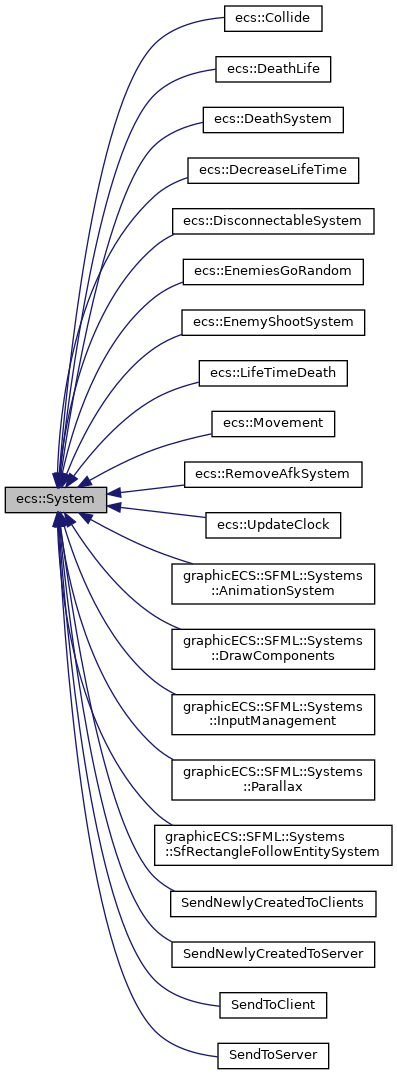 ecs::Collide
ecs::DeathLife
ecs::DeathSystem
ecs::DecreaseLifeTime
ecs::DisconnectableSystem
ecs::EnemiesGoRandom
ecs::EnemyShootSystem
ecs::LifeTimeDeath
ecs::Movement
ecs::RemoveAfkSystem
ecs::System
ecs::UpdateClock
graphicECS::SFML::Systems
::AnimationSystem
graphicECS::SFML::Systems
::DrawComponents
graphicECS::SFML::Systems
::InputManagement
graphicECS::SFML::Systems
::Parallax
graphicECS::SFML::Systems
::SfRectangleFollowEntitySystem
SendNewlyCreatedToClients
SendNewlyCreatedToServer
SendToClient
SendToServer